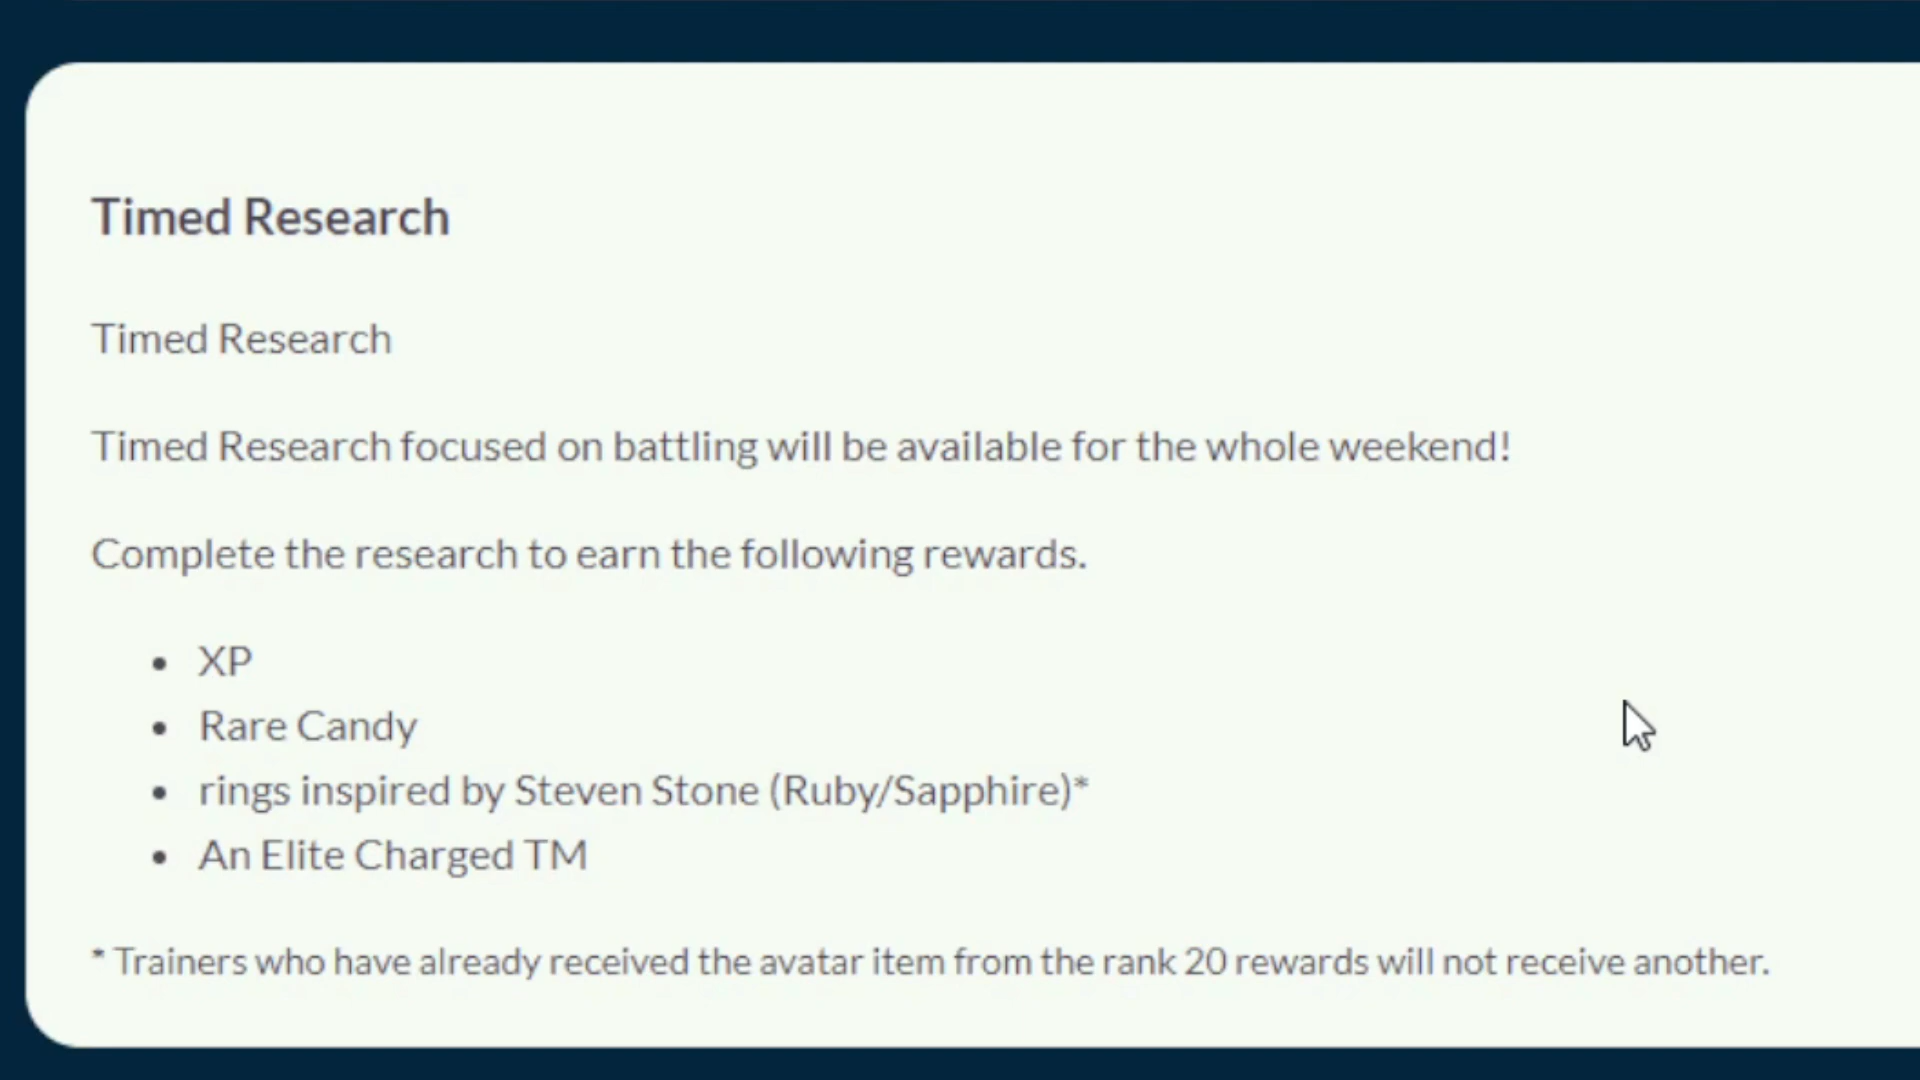 Timed Research
Timed Research
Timed Research focused on battling will be available for the whole weekend!
Complete the research to earn the following rewards.
• XP
• Rare Candy
• rings inspired by Steven Stone (Ruby/Sapphire)*
• An Elite Charged TM
* Trainers who have already received the avatar item from the rank 20 rewards will not receive another.